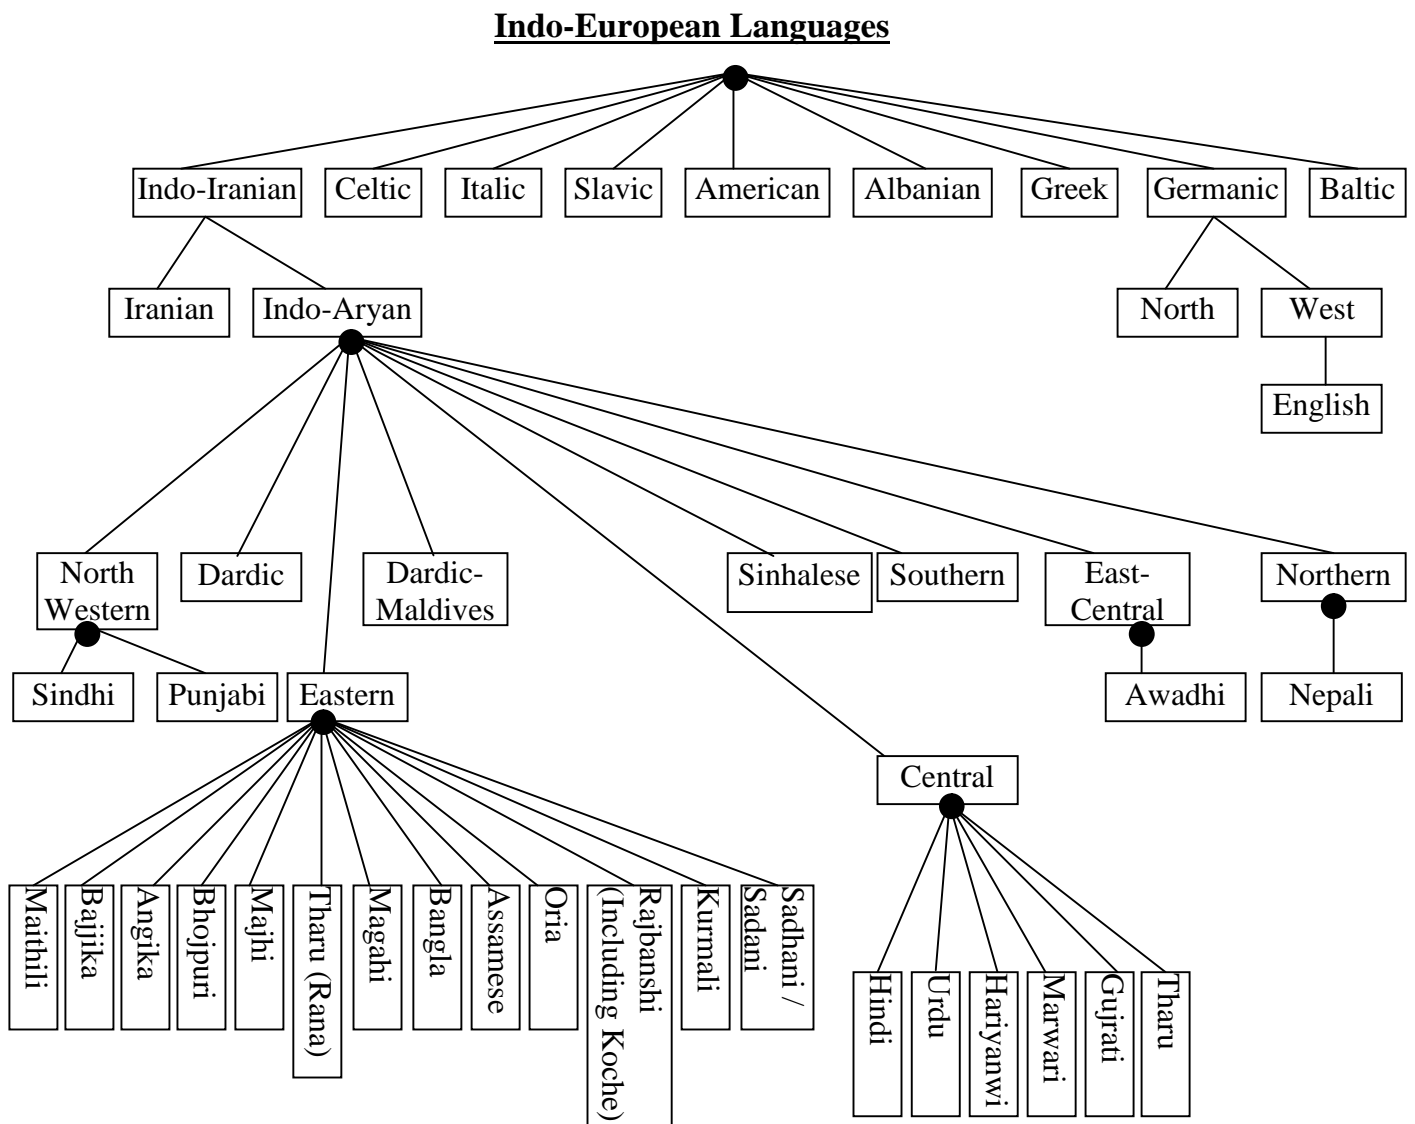 Indo-European Languages
Indo-Iranian
Celtic
Italic
Slavic
American
Albanian
Greek
Germanic
Baltic
Iranian
Indo-Aryan
North
West
English
North
Western
Dardic
Dardic-
Maldives
Sinhalese
Southern
East-
Central
Northern
Sindhi
Punjabi
Eastern
Awadhi
Nepali
Central
Maithili
Bajjika
Angika
Bhojpuri
Majhi
Tharu (Rana)
Magahi
Bangla
Assamese
Oria
Rajbanshi
(Including Koche)
Kurmali
Sadhani /
Sadani
Hindi
Urdu
Hariyanwi
Marwari
Gujrati
Tharu